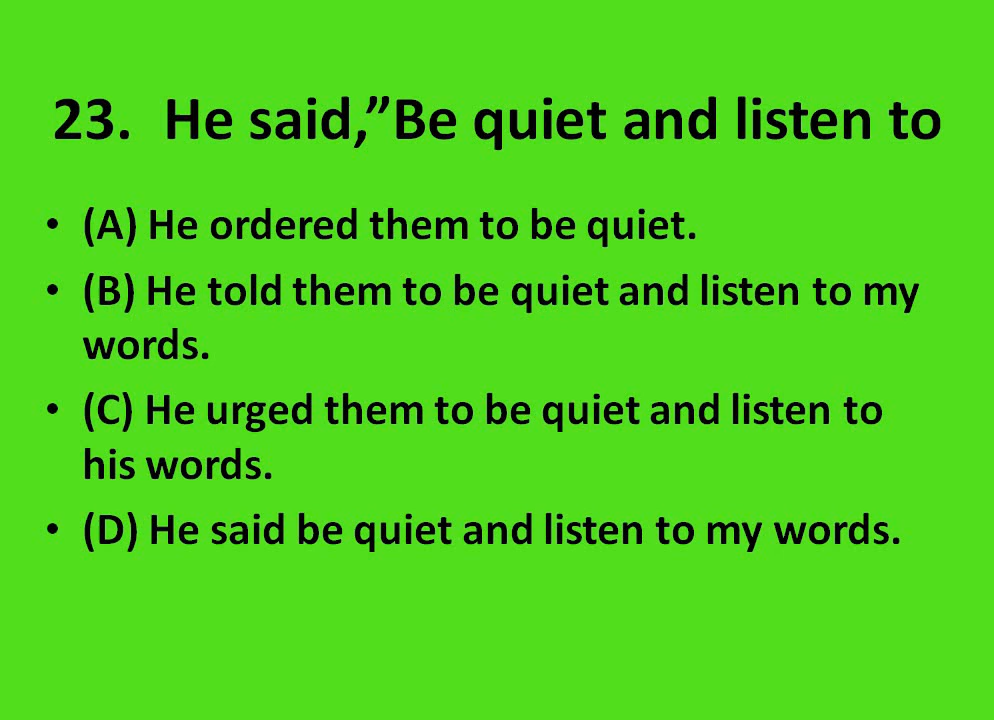 23.  He said,”Be quiet and listen to
• (A) He ordered them to be quiet.
• (B) He told them to be quiet and listen to my
words.
• (C) He urged them to be quiet and listen to
his words.
• (D) He said be quiet and listen to my words.